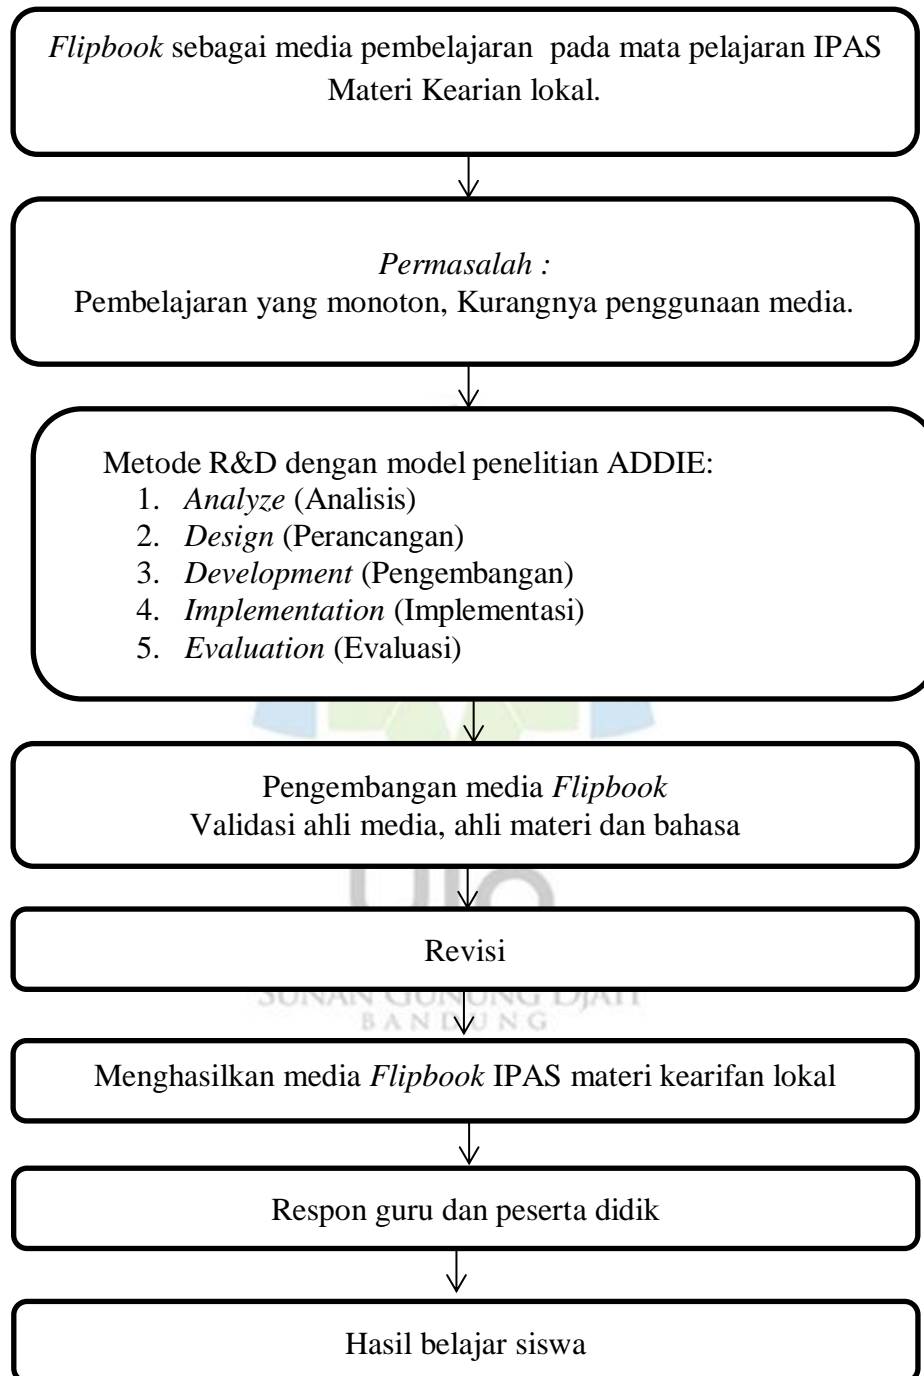 Flipbook sebagai media pembelajaran pada mata pelajaran IPAS
Materi Kearian lokal.
Permasalah :
Pembelajaran yang monoton, Kurangnya penggunaan media.
Metode R&D dengan model penelitian ADDIE:
1. Analyze (Analisis)
2. Design (Perancangan)
3. Development (Pengembangan)
4. Implementation (Implementasi)
5. Evaluation (Evaluasi)
Pengembangan media Flipbook
Validasi ahli media, ahli materi dan bahasa
Revisi
SUNAN GUNUNG DJATI
BANDUNG
Menghasilkan media Flipbook IPAS materi kearifan lokal
Respon guru dan peserta didik
Hasil belajar siswa